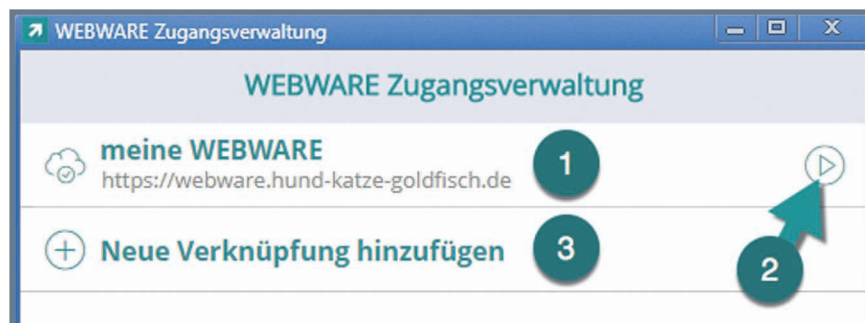 WEBWARE Zugangsverwaltung
WEBWARE Zugangsverwaltung
meine WEBWARE
https://webware.hund-katze-goldfisch.de
1
2
Neue Verknüpfung hinzufügen
3